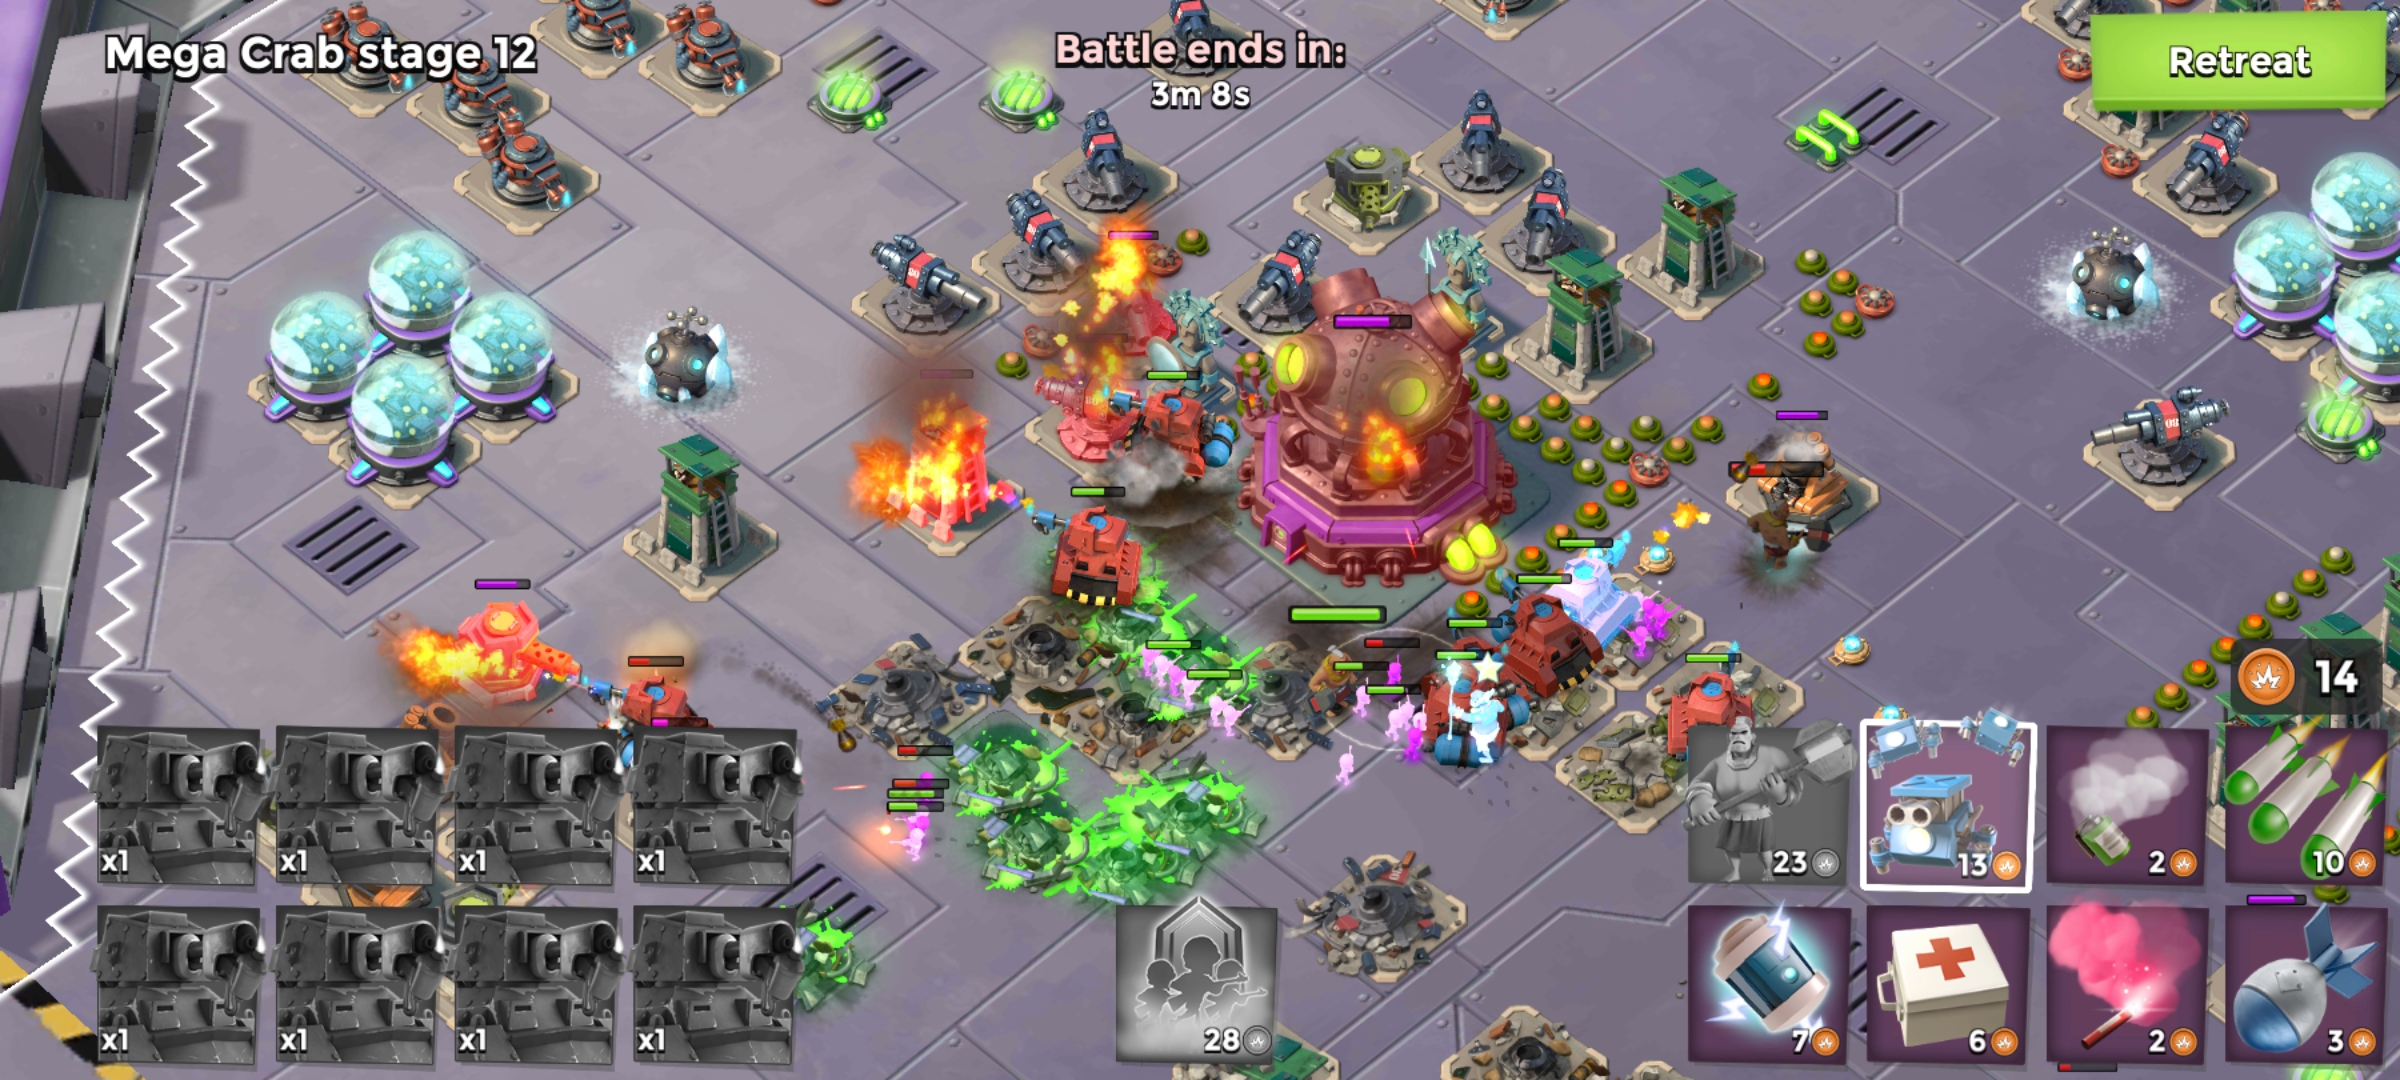 Mega Crab stage 12
Battle ends in:
3m 8s
Retreat
14
x1
x1
x1
x1
23
13
2
10
x1
x1
x1
x1
28
7
6
2
3